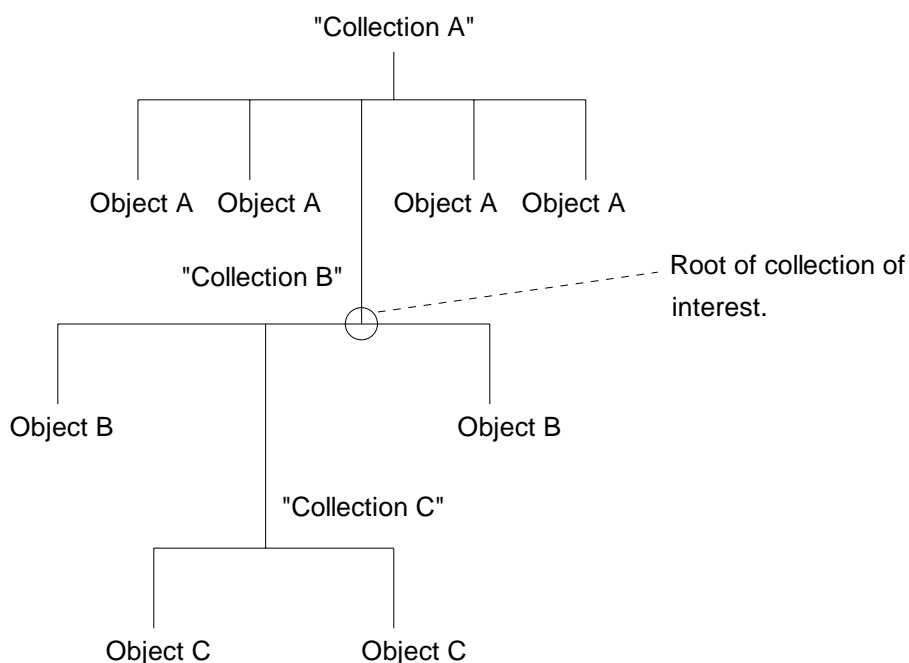 "Collection A"
Object A Object A Object A Object A
"Collection B"
Root of collection of
interest.
Object B Object B
"Collection C"
Object C Object C